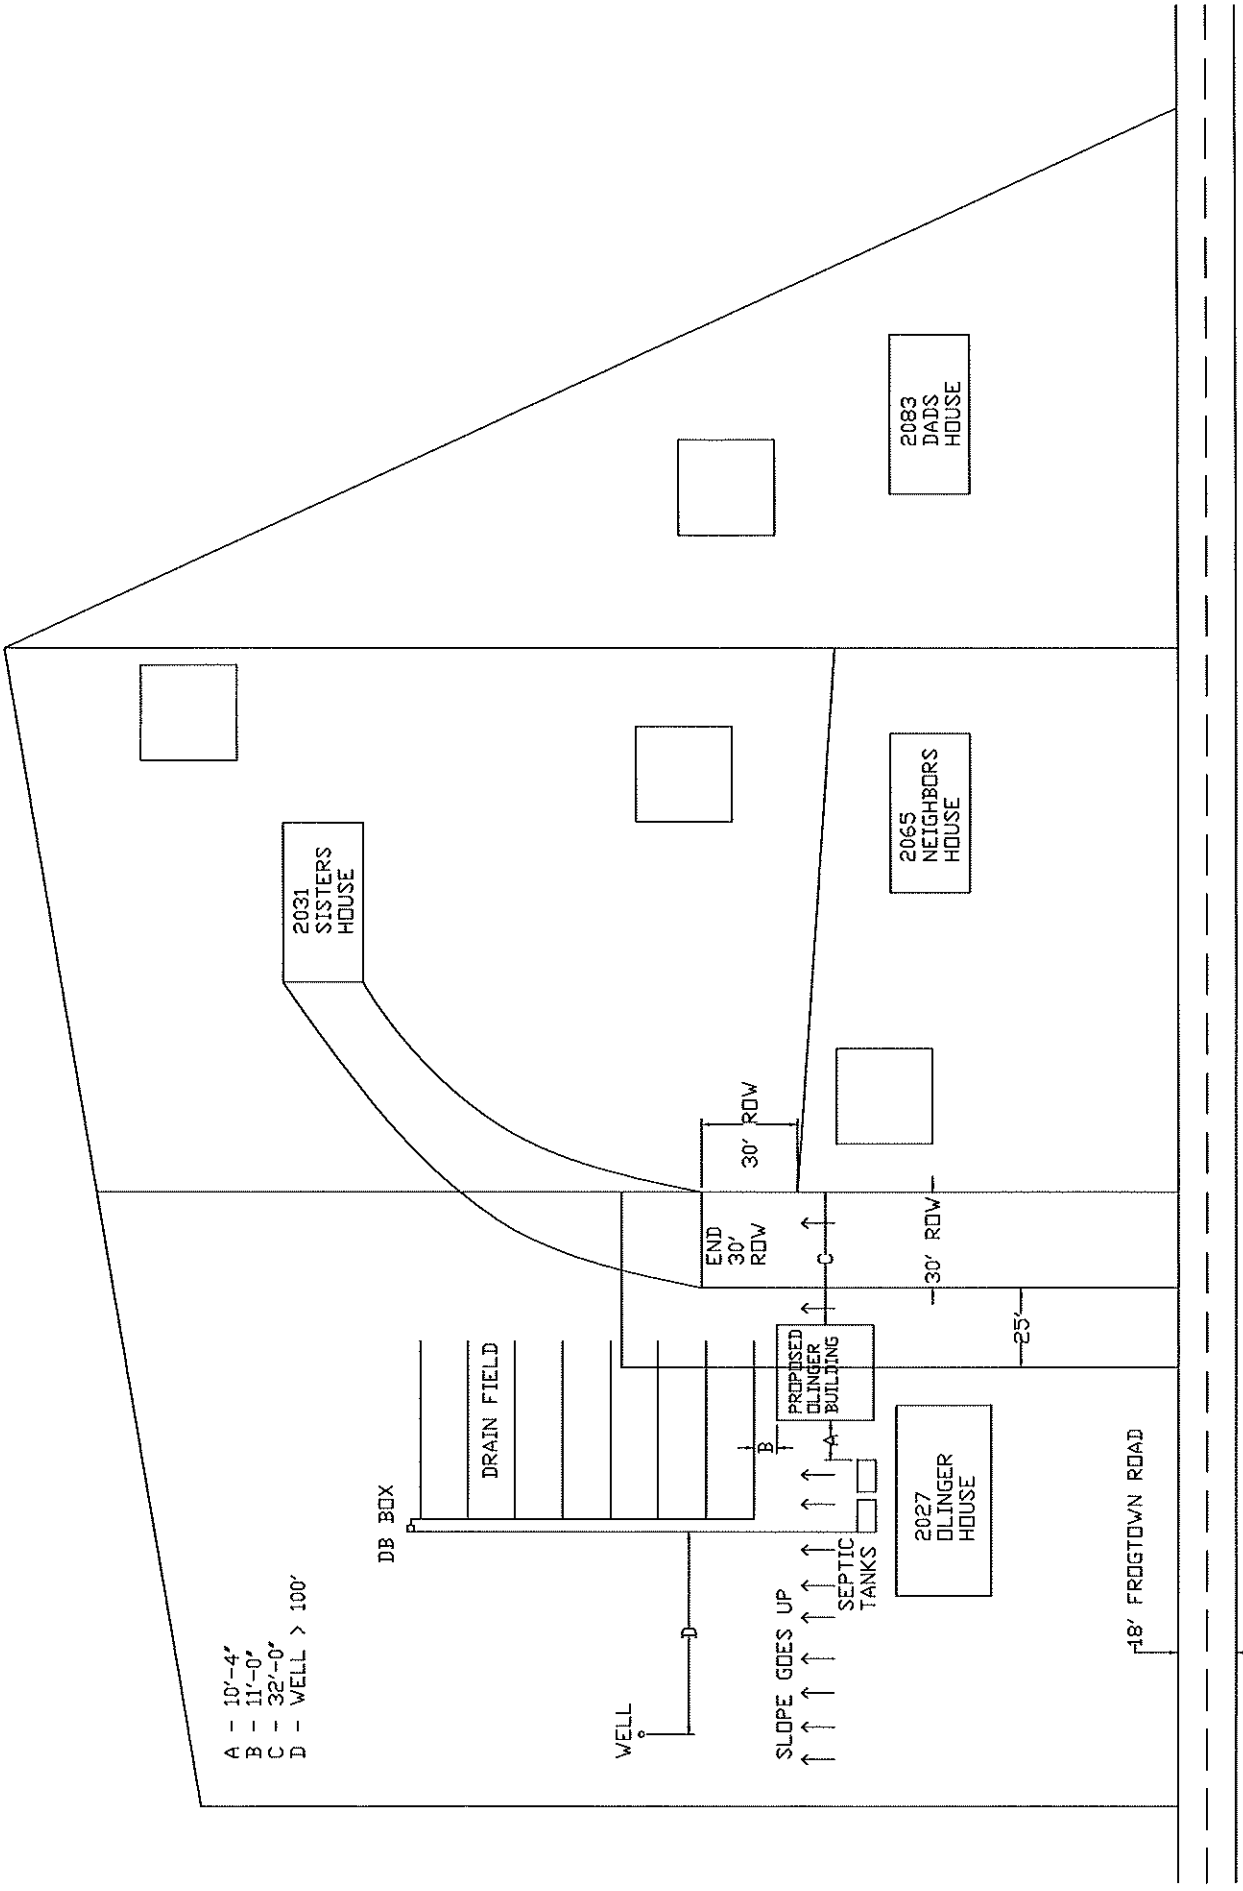 A - 10'-4"
B - 11'-0"
C - 32'-0"
D - WELL > 100'
DB BOX
DRAIN FIELD
2031
SISTERS
HOUSE
WELL
D
SLOPE GOES UP
SEPTIC
TANKS
B
A
PROPOSED
OLINGER
BUILDING
END
30'
ROW
C
30' ROW
30' ROW
25'
2027
OLINGER
HOUSE
2065
NEIGHBORS
HOUSE
2083
DADS
HOUSE
18' FROGTOWN ROAD